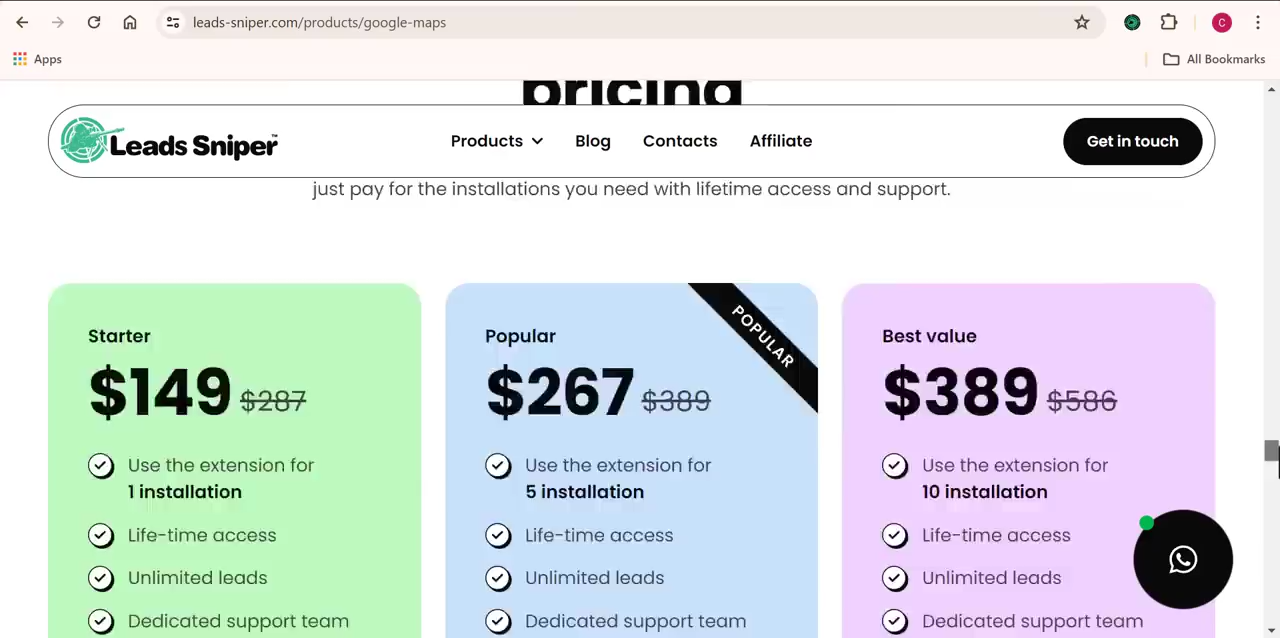 leads-sniper.com/products/google-maps
C
Apps
All Bookmarks
pricing
Leads Sniper™
Products
Blog
Contacts
Affiliate
Get in touch
just pay for the installations you need with lifetime access and support.
Starter
$149 $287
Use the extension for
1 installation
Life-time access
Unlimited leads
Dedicated support team
POPULAR
Popular
$267 $389
Use the extension for
5 installation
Life-time access
Unlimited leads
Dedicated support team
Best value
$389 $586
Use the extension for
10 installation
Life-time access
Unlimited leads
Dedicated support team